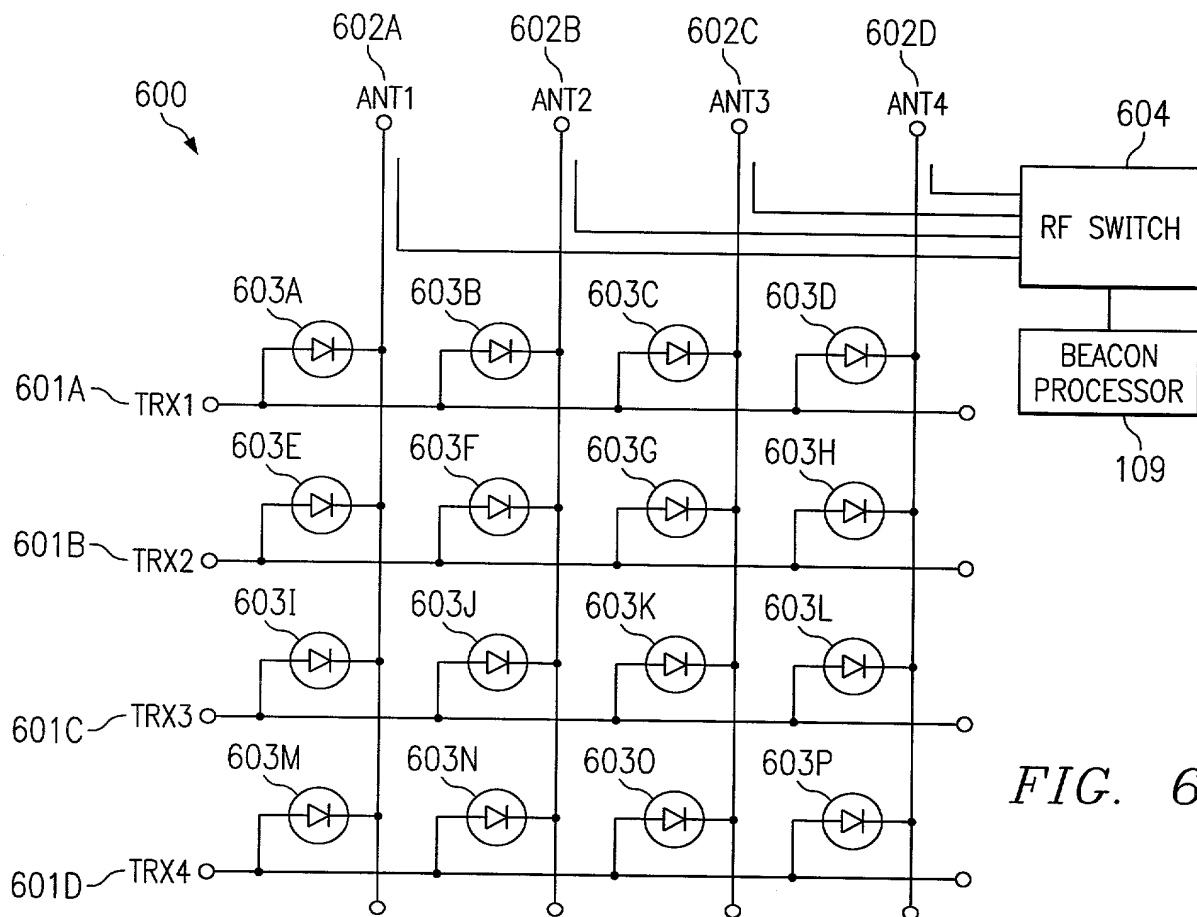 602A 602B 602C 602D
600 ANT1 ANT2 ANT3 ANT4
604
RF SWITCH
603A 603B 603C 603D
BEACON
PROCESSOR
601A TRX1
109
603E 603F 603G 603H
601B TRX2
603I 603J 603K 603L
601C TRX3
603M 603N 603O 603P
FIG. 6
601D TRX4